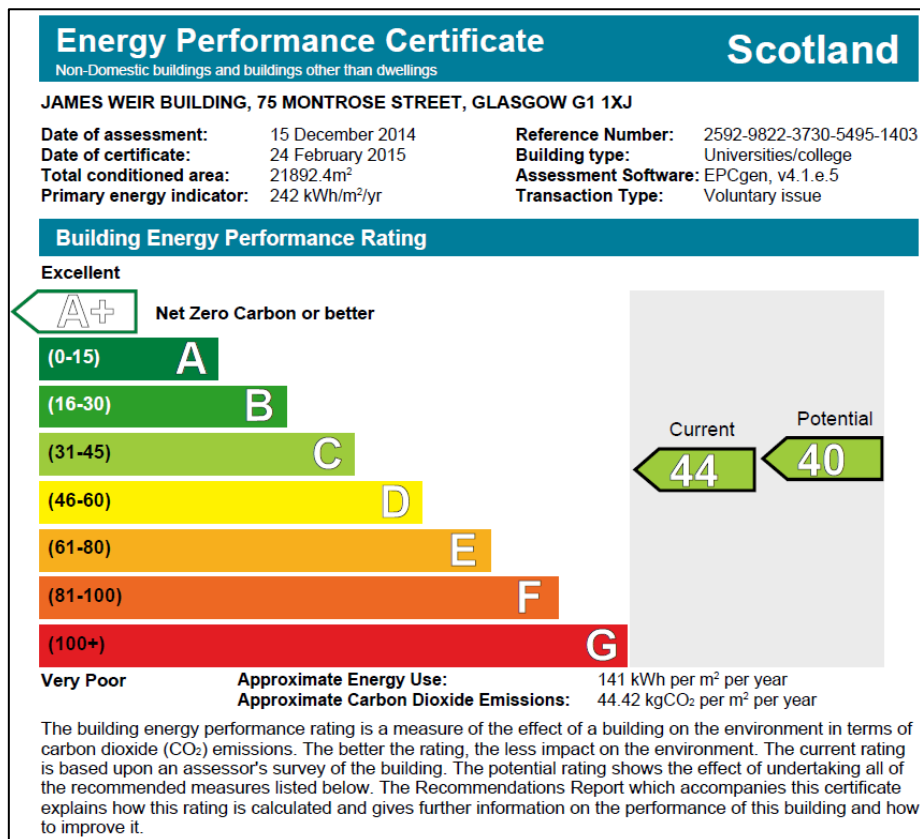 Energy Performance Certificate Scotland
Non-Domestic buildings and buildings other than dwellings
JAMES WEIR BUILDING, 75 MONTROSE STREET, GLASGOW G1 1XJ
Date of assessment: 15 December 2014 Reference Number: 2592-9822-3730-5495-1403
Date of certificate: 24 February 2015 Building type: Universities/college
Total conditioned area: 21892.4m² Assessment Software: EPCgen, v4.1.e.5
Primary energy indicator: 242 kWh/m²/yr Transaction Type: Voluntary issue
Building Energy Performance Rating
Excellent
A+ Net Zero Carbon or better
(0-15) A
(16-30) B
Current Potential
(31-45) C 44 40
(46-60) D
(61-80) E
(81-100) F
(100+) G
Very Poor Approximate Energy Use: 141 kWh per m² per year
Approximate Carbon Dioxide Emissions: 44.42 kgCO₂ per m² per year
The building energy performance rating is a measure of the effect of a building on the environment in terms of
carbon dioxide (CO₂) emissions. The better the rating, the less impact on the environment. The current rating
is based upon an assessor's survey of the building. The potential rating shows the effect of undertaking all of
the recommended measures listed below. The Recommendations Report which accompanies this certificate
explains how this rating is calculated and gives further information on the performance of this building and how
to improve it.